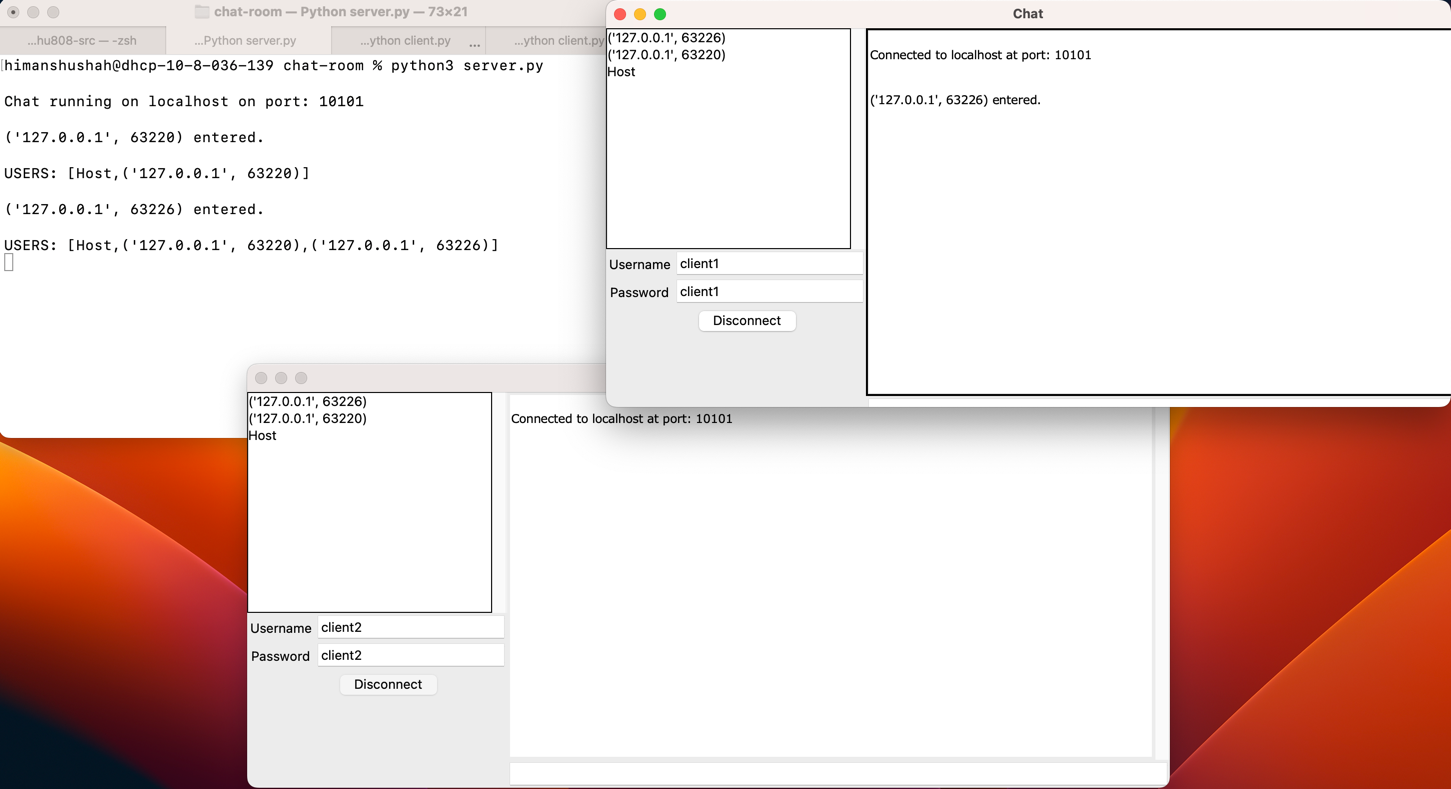 chat-room — Python server.py — 73×21
...hu808-src — -zsh
...Python server.py
...ython client.py
...
...ython client.py
himanshushah@dhcp-10-8-036-139 chat-room % python3 server.py
Chat running on localhost on port: 10101
('127.0.0.1', 63220) entered.
USERS: [Host,('127.0.0.1', 63220)]
('127.0.0.1', 63226) entered.
USERS: [Host,('127.0.0.1', 63220),('127.0.0.1', 63226)]
Chat
('127.0.0.1', 63226)
('127.0.0.1', 63220)
Host
Username client1
Password client1
Disconnect
Connected to localhost at port: 10101
('127.0.0.1', 63226) entered.
('127.0.0.1', 63226)
('127.0.0.1', 63220)
Host
Username client2
Password client2
Disconnect
Connected to localhost at port: 10101